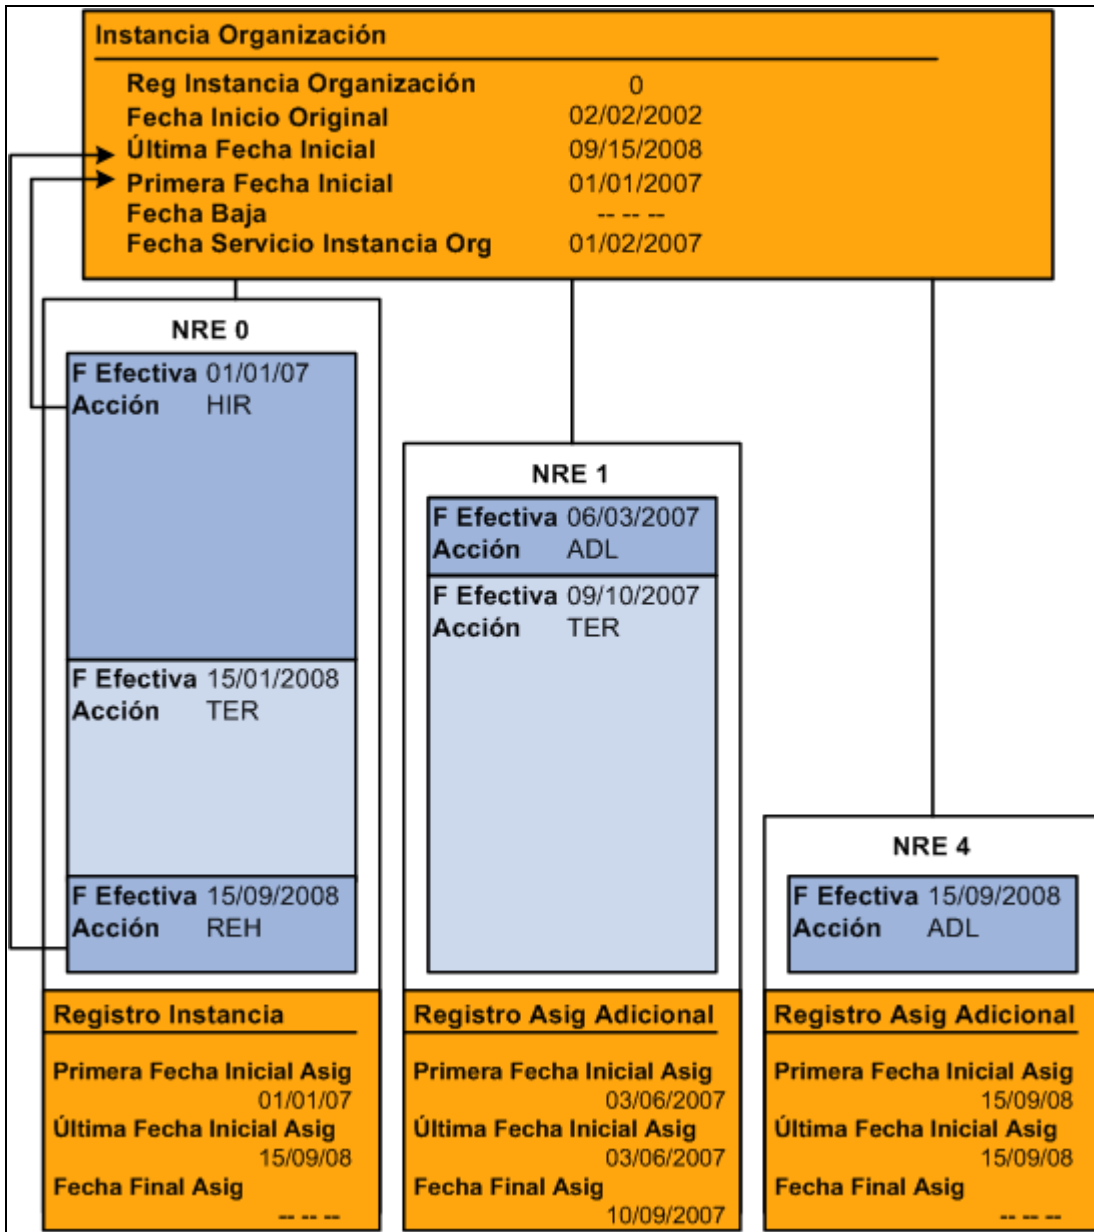 Instancia Organización
Reg Instancia Organización 0
Fecha Inicio Original 02/02/2002
Última Fecha Inicial 09/15/2008
Primera Fecha Inicial 01/01/2007
Fecha Baja -- -- --
Fecha Servicio Instancia Org 01/02/2007
NRE 0
F Efectiva 01/01/07
Acción HIR
F Efectiva 15/01/2008
Acción TER
F Efectiva 15/09/2008
Acción REH
Registro Instancia
Primera Fecha Inicial Asig
01/01/07
Última Fecha Inicial Asig
15/09/08
Fecha Final Asig
-- -- --
NRE 1
F Efectiva 06/03/2007
Acción ADL
F Efectiva 09/10/2007
Acción TER
Registro Asig Adicional
Primera Fecha Inicial Asig
03/06/2007
Última Fecha Inicial Asig
03/06/2007
Fecha Final Asig
10/09/2007
NRE 4
F Efectiva 15/09/2008
Acción ADL
Registro Asig Adicional
Primera Fecha Inicial Asig
15/09/08
Última Fecha Inicial Asig
15/09/08
Fecha Final Asig
-- -- --